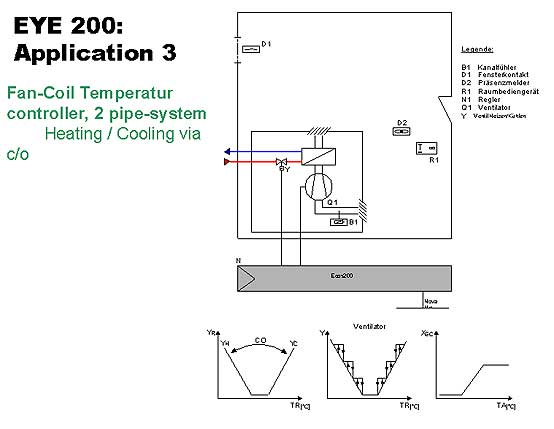 EYE 200:
Application 3
Fan-Coil Temperatur
controller, 2 pipe-system
Heating / Cooling via
c/o
D1
Legende:
B1 Kanalfühler
D1 Fensterkontakt
D2 Präsenzmelder
R1 Raumbediengerät
N1 Regler
Q1 Ventilator
Y Ventil Heizen/Kühlen
D2
R1
Y
Q1
B1
N
Econ200
Nova
YR
YH
CO
YC
TR[°C]
Ventilator
Y
TR[°C]
XSC
TA[°C]